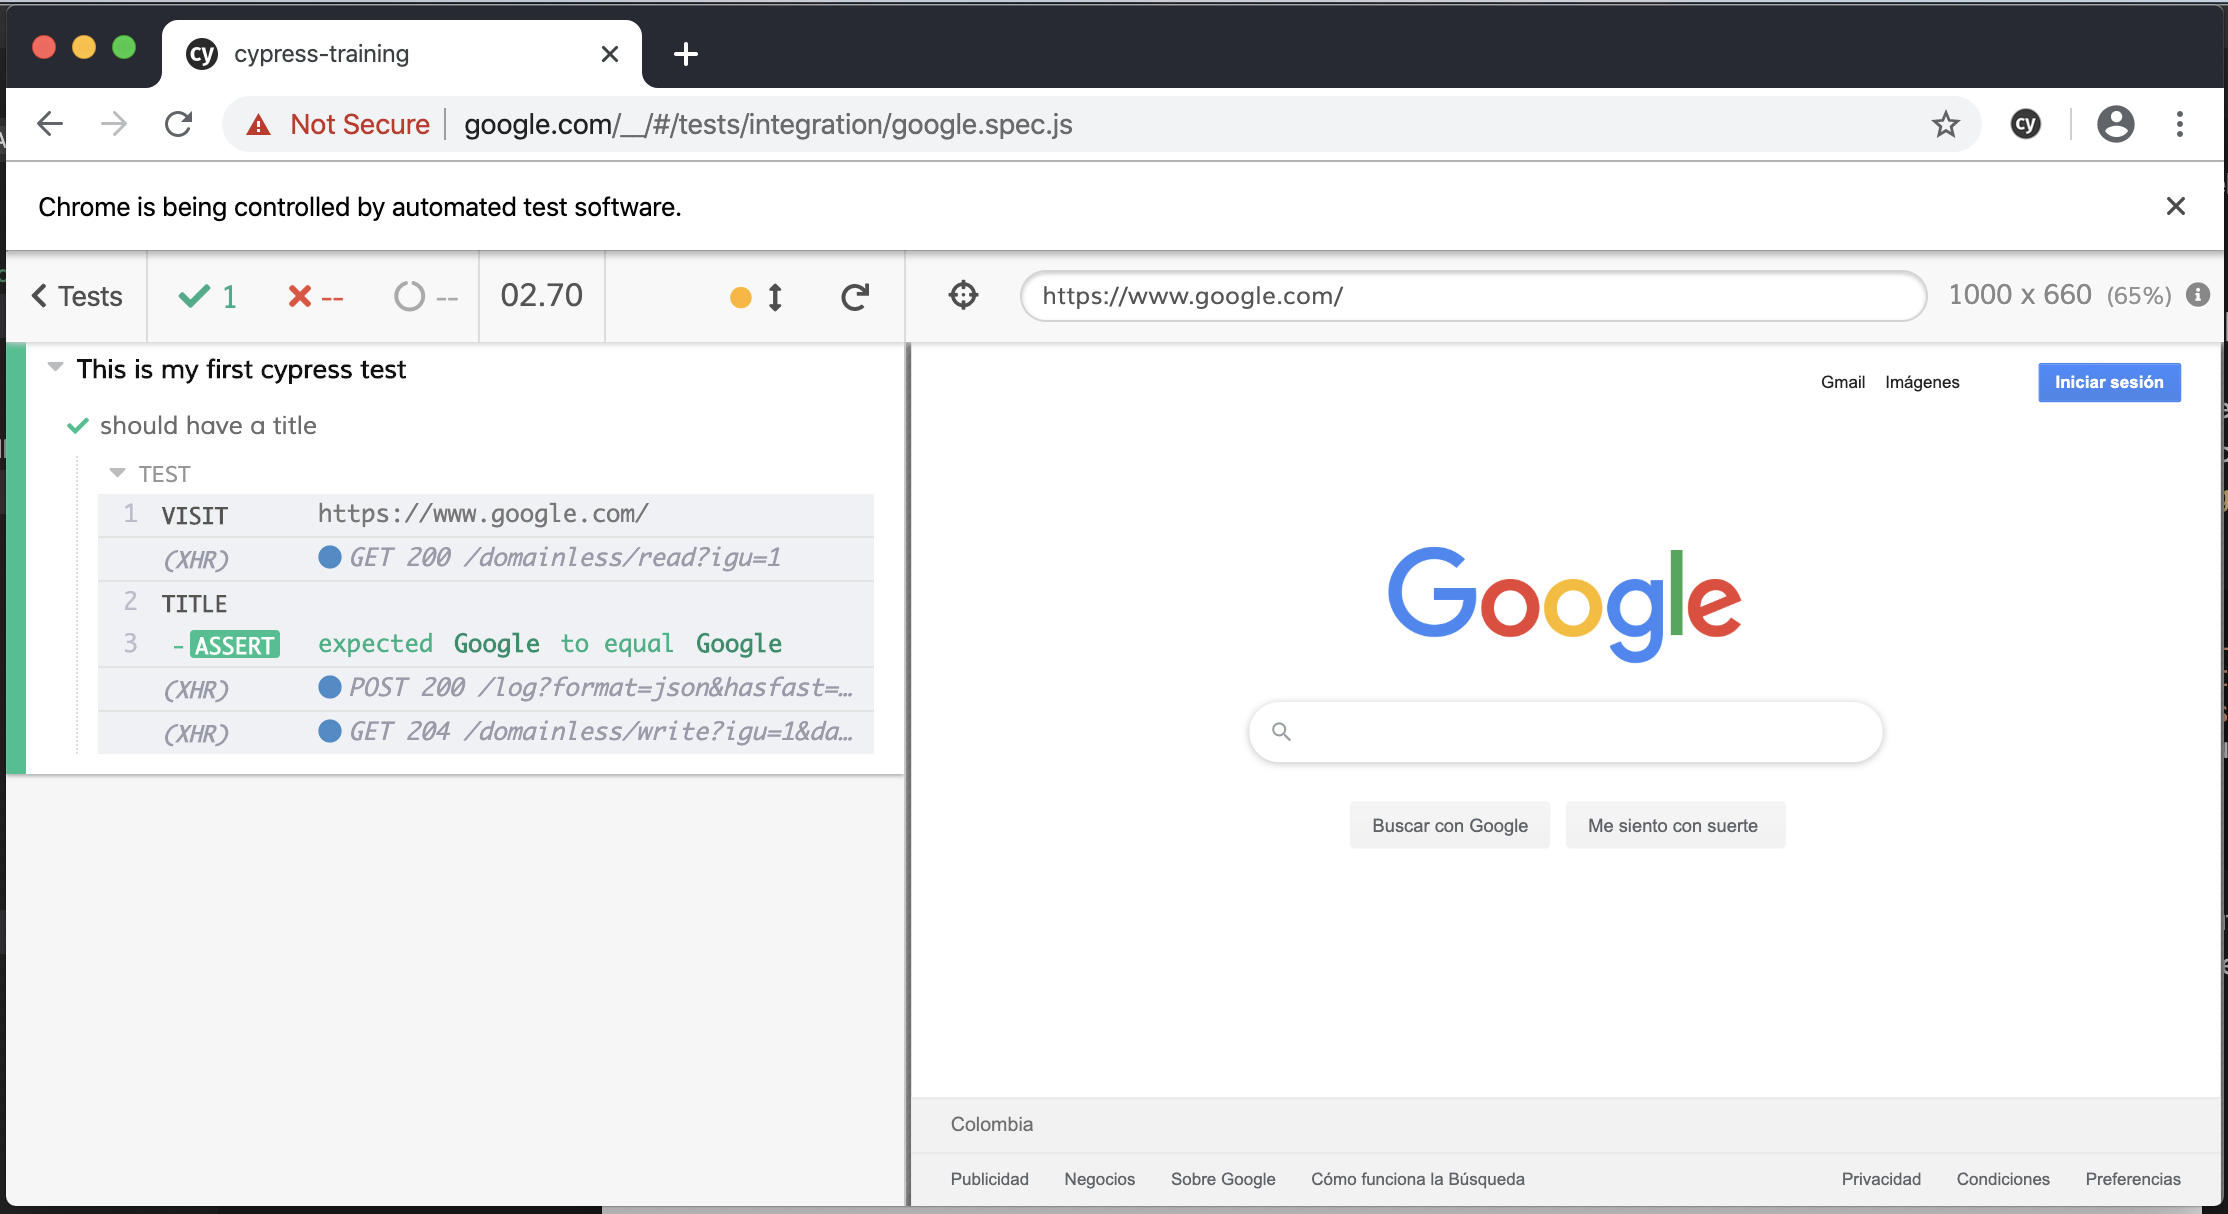 cy cypress-training
Not Secure google.com/__/#/tests/integration/google.spec.js cy
Chrome is being controlled by automated test software.
Tests 1 -- -- 02.70
https://www.google.com/ 1000 x 660 (65%)
This is my first cypress test
should have a title
TEST
1 VISIT https://www.google.com/
(XHR) GET 200 /domainless/read?igu=1
2 TITLE
3 -ASSERT expected Google to equal Google
(XHR) POST 200 /log?format=json&hasfast=...
(XHR) GET 204 /domainless/write?igu=1&da...
Gmail Imágenes Iniciar sesión
Google
Buscar con Google Me siento con suerte
Colombia
Publicidad Negocios Sobre Google Cómo funciona la Búsqueda Privacidad Condiciones Preferencias